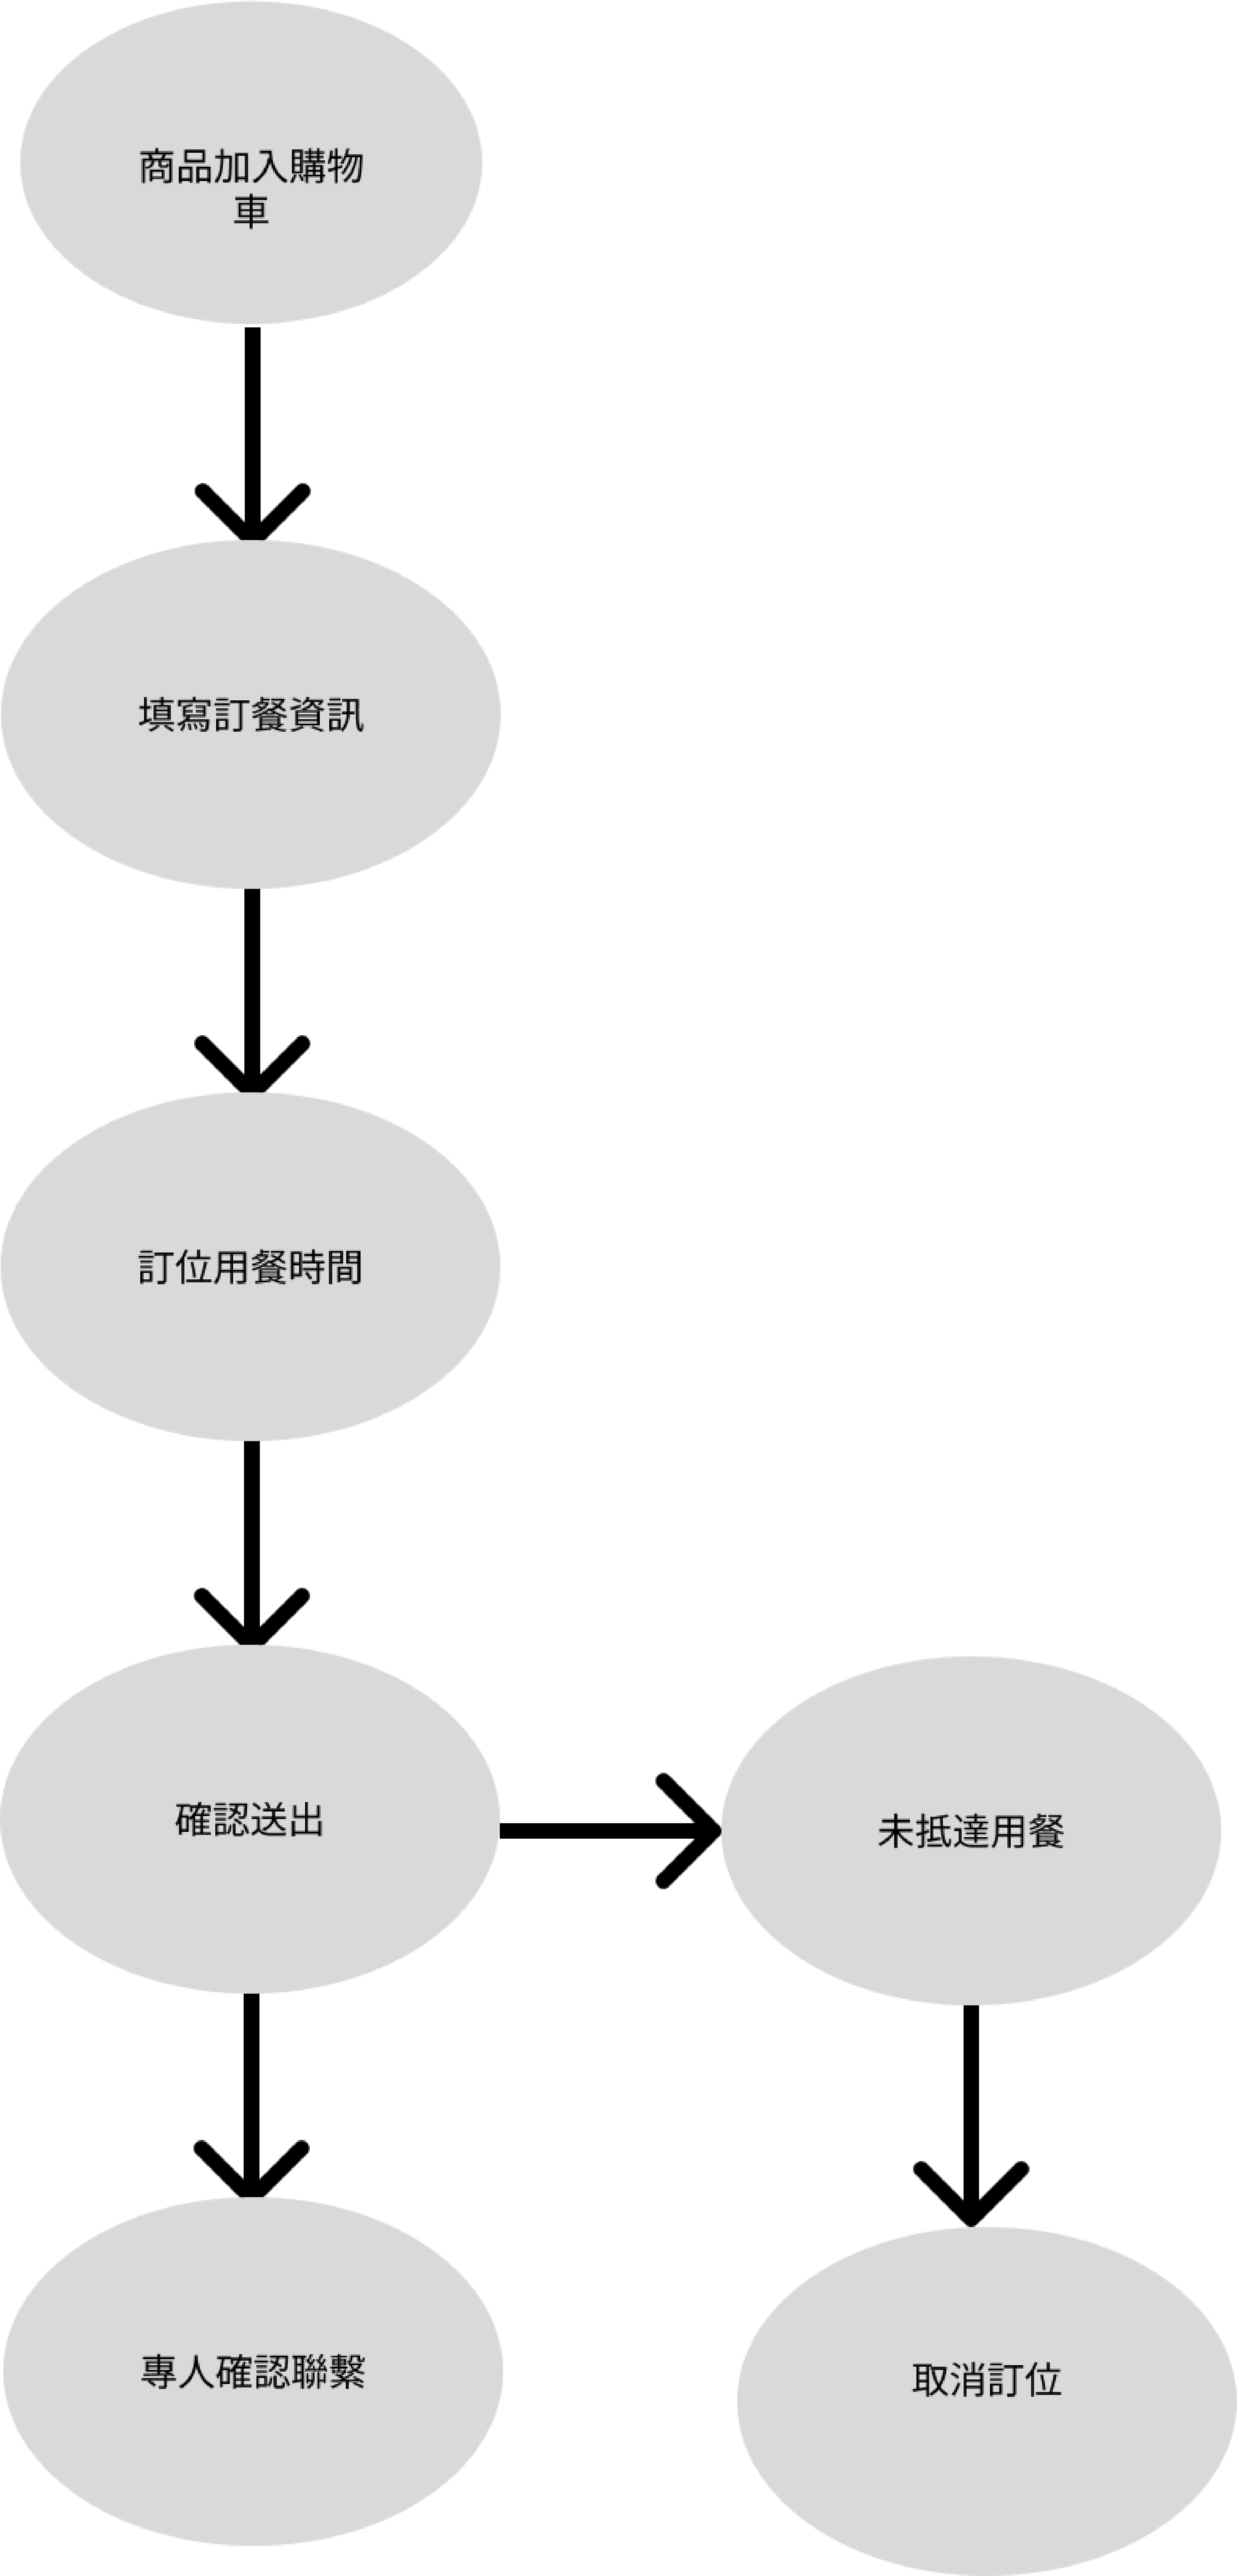 商品加入購物
車
填寫訂餐資訊
訂位用餐時間
確認送出
未抵達用餐
專人確認聯繫
取消訂位